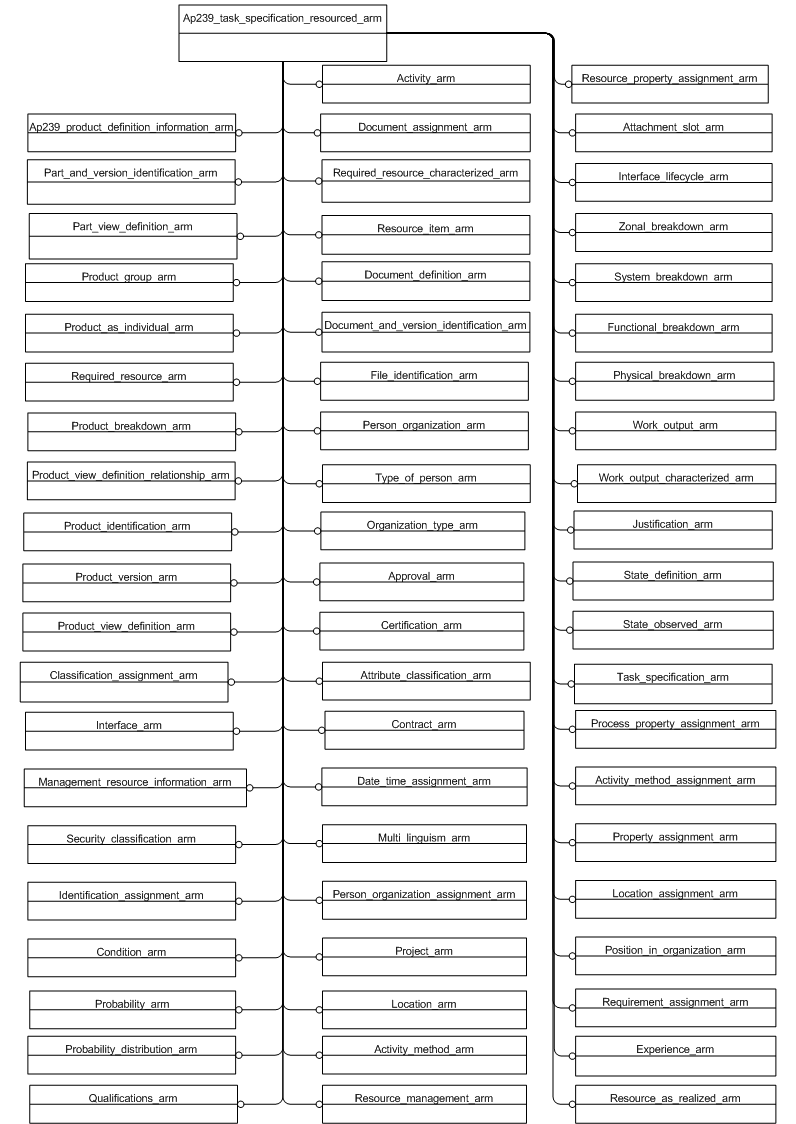 Ap239_task_specification_resourced_arm
Activity_arm
Resource_property_assignment_arm
Ap239_product_definition_information_arm
Document_assignment_arm
Attachment_slot_arm
Part_and_version_identification_arm
Required_resource_characterized_arm
Interface_lifecycle_arm
Part_view_definition_arm
Resource_item_arm
Zonal_breakdown_arm
Product_group_arm
Document_definition_arm
System_breakdown_arm
Product_as_individual_arm
Document_and_version_identification_arm
Functional_breakdown_arm
Required_resource_arm
File_identification_arm
Physical_breakdown_arm
Product_breakdown_arm
Person_organization_arm
Work_output_arm
Product_view_definition_relationship_arm
Type_of_person_arm
Work_output_characterized_arm
Product_identification_arm
Organization_type_arm
Justification_arm
Product_version_arm
Approval_arm
State_definition_arm
Product_view_definition_arm
Certification_arm
State_observed_arm
Classification_assignment_arm
Attribute_classification_arm
Task_specification_arm
Interface_arm
Contract_arm
Process_property_assignment_arm
Management_resource_information_arm
Date_time_assignment_arm
Activity_method_assignment_arm
Security_classification_arm
Multi_linguism_arm
Property_assignment_arm
Identification_assignment_arm
Person_organization_assignment_arm
Location_assignment_arm
Condition_arm
Project_arm
Position_in_organization_arm
Probability_arm
Location_arm
Requirement_assignment_arm
Probability_distribution_arm
Activity_method_arm
Experience_arm
Qualifications_arm
Resource_management_arm
Resource_as_realized_arm